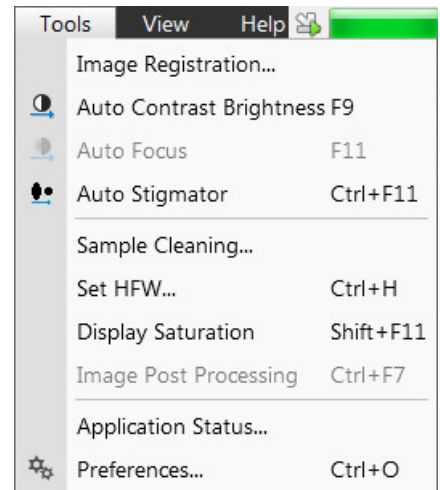 Tools View Help
Image Registration...
Auto Contrast Brightness F9
Auto Focus F11
Auto Stigmator Ctrl+F11
Sample Cleaning...
Set HFW... Ctrl+H
Display Saturation Shift+F11
Image Post Processing Ctrl+F7
Application Status...
Preferences... Ctrl+O